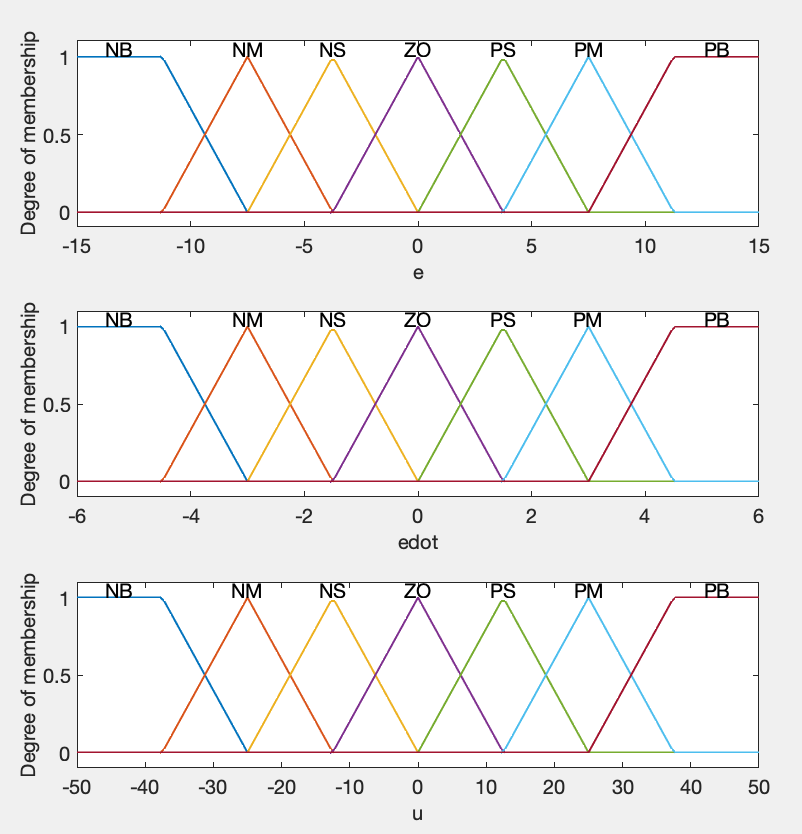 NB NM NS ZO PS PM PB
Degree of membership
1
0.5
0
-15 -10 -5 0 5 10 15
e
NB NM NS ZO PS PM PB
Degree of membership
1
0.5
0
-6 -4 -2 0 2 4 6
edot
NB NM NS ZO PS PM PB
Degree of membership
1
0.5
0
-50 -40 -30 -20 -10 0 10 20 30 40 50
u